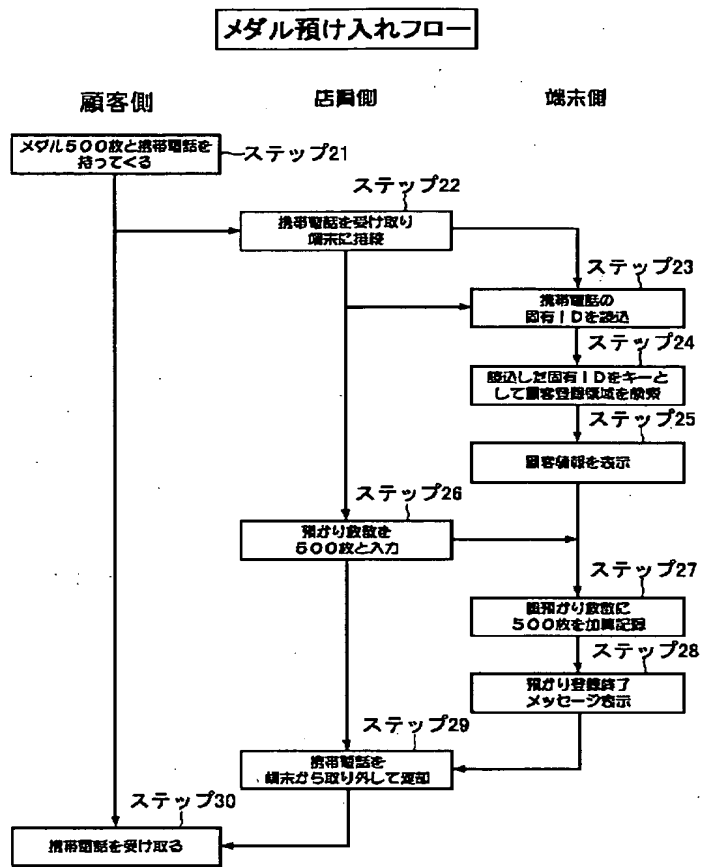 メダル預け入れフロー
顧客側
店員側
端末側
メダル500枚と携帯電話を
持ってくる
ステップ21
ステップ22
携帯電話を受け取り
端末に接続
ステップ23
携帯電話の
固有IDを読込
ステップ24
読込した固有IDをキーと
して顧客登録領域を検索
ステップ25
顧客情報を表示
ステップ26
預かり枚数を
500枚と入力
ステップ27
預かり枚数に
500枚を加算記録
ステップ28
預かり登録終了
メッセージ表示
ステップ29
携帯電話を
端末から取り外して返却
ステップ30
携帯電話を受け取る